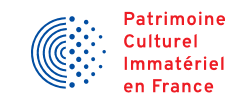 Patrimoine
Culturel
Immatériel
en France